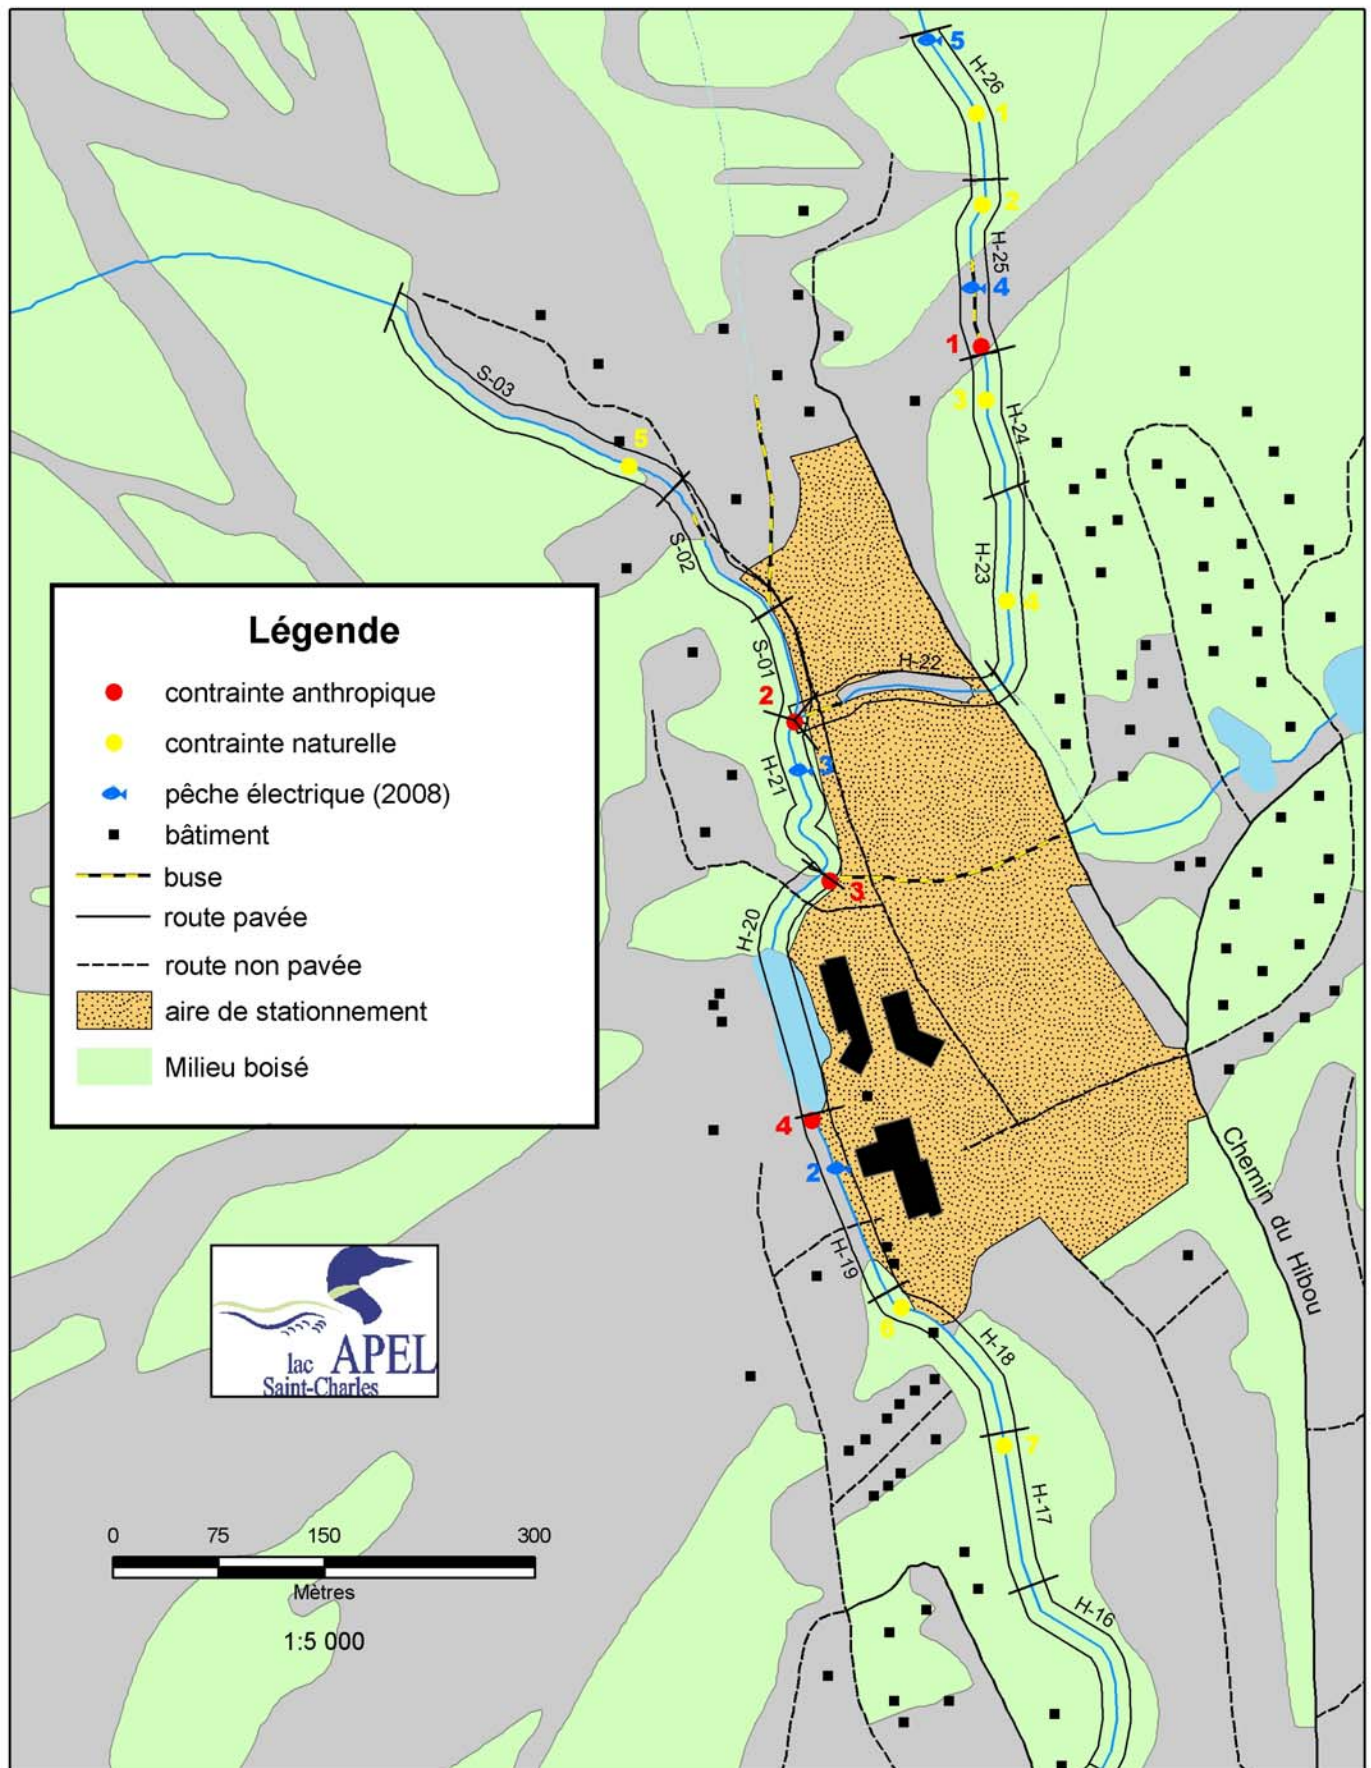 5
H-26
1
2
H-25
4
1
3
H-24
S-03
5
S-02
H-23
4
Légende
contrainte anthropique
contrainte naturelle
pêche électrique (2008)
bâtiment
buse
route pavée
route non pavée
aire de stationnement
Milieu boisé
S-01
H-22
2
H-21
3
3
H-20
4
2
H-19
Chemin du Hibou
6
H-18
7
H-17
H-16
lac APEL
Saint-Charles
0 75 150 300
Mètres
1:5 000